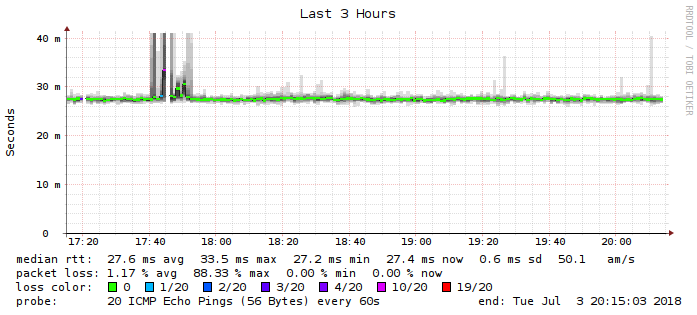 Last 3 Hours
RRDTOOL / TOBI OETIKER
Seconds
40 m
30 m
20 m
10 m
0
17:20 17:40 18:00 18:20 18:40 19:00 19:20 19:40 20:00
median rtt: 27.6 ms avg 33.5 ms max 27.2 ms min 27.4 ms now 0.6 ms sd 50.1 am/s
packet loss: 1.17 % avg 88.33 % max 0.00 % min 0.00 % now
loss color: 0 1/20 2/20 3/20 4/20 10/20 19/20
probe: 20 ICMP Echo Pings (56 Bytes) every 60s end: Tue Jul 3 20:15:03 2018